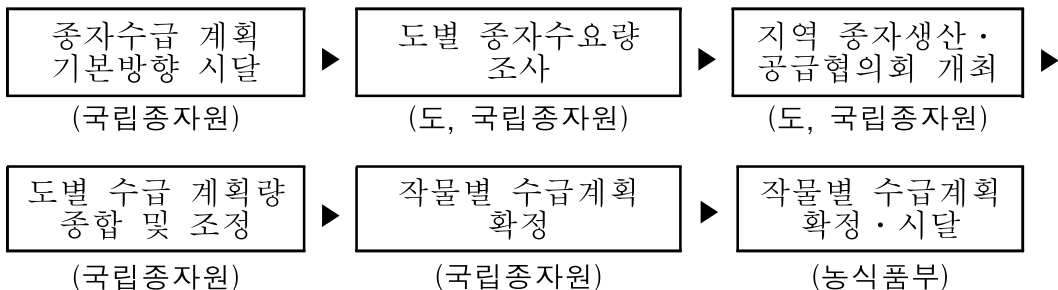 종자수급 계획
기본방향 시달
▶
도별 종자수요량
조사
▶
지역 종자생산·
공급협의회 개최
▶
(국립종자원)
(도, 국립종자원)
(도, 국립종자원)
도별 수급 계획량
종합 및 조정
▶
작물별 수급계획
확정
▶
작물별 수급계획
확정·시달
(국립종자원)
(국립종자원)
(농식품부)